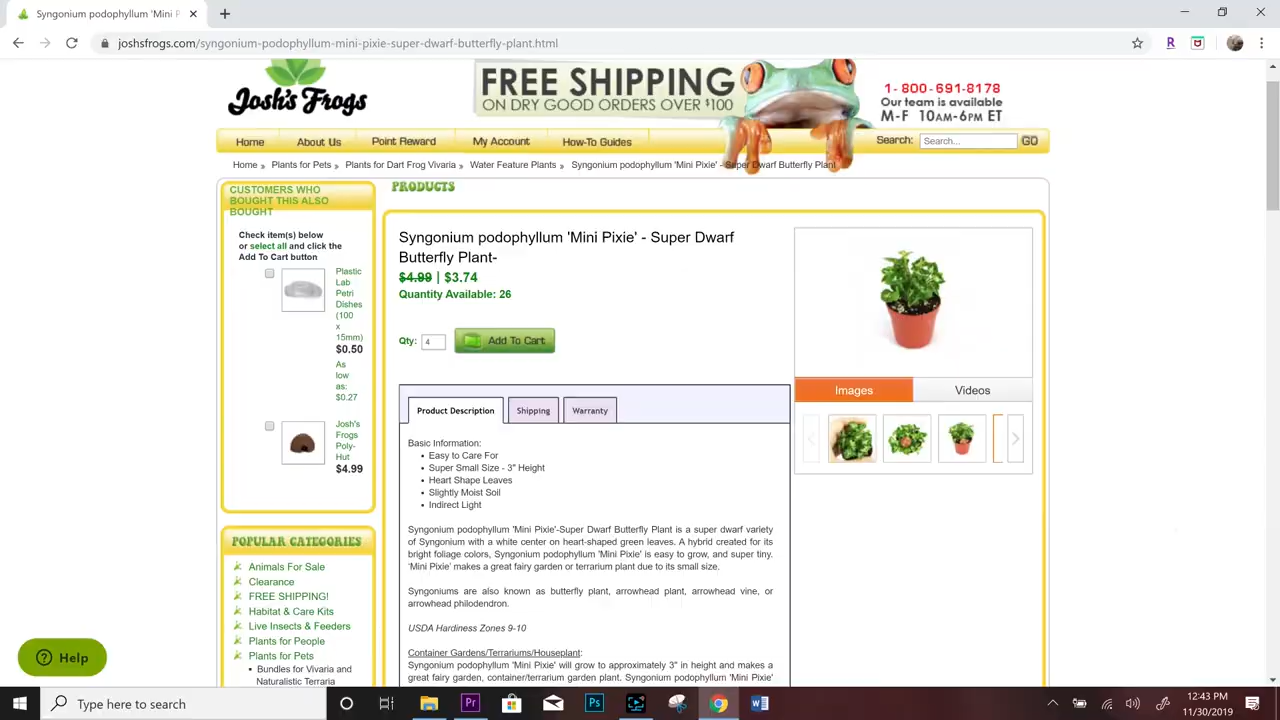 Syngonium podophyllum 'Mini P
joshsfrogs.com/syngonium-podophyllum-mini-pixie-super-dwarf-butterfly-plant.html
Josh's Frogs
FREE SHIPPING
ON DRY GOOD ORDERS OVER $100
1- 800-691-8178
Our team is available
M-F 10AM-6PM ET
Home
About Us
Point Reward
My Account
How-To Guides
Search:
Search...
GO
Home » Plants for Pets » Plants for Dart Frog Vivaria » Water Feature Plants » Syngonium podophyllum 'Mini Pixie' - Super Dwarf Butterfly Plant
CUSTOMERS WHO
BOUGHT THIS ALSO
BOUGHT
Check item(s) below
or select all and click the
Add To Cart button
Plastic
Lab
Petri
Dishes
(100
x
15mm)
$0.50
As
low
as:
$0.27
Josh's
Frogs
Poly-
Hut
$4.99
POPULAR CATEGORIES
Animals For Sale
Clearance
FREE SHIPPING!
Habitat & Care Kits
Live Insects & Feeders
Plants for People
Plants for Pets
• Bundles for Vivaria and
Naturalistic Terraria
PRODUCTS
Syngonium podophyllum 'Mini Pixie' - Super Dwarf
Butterfly Plant-
$4.99 | $3.74
Quantity Available: 26
Qty:
4
Add To Cart
Images
Videos
Product Description
Shipping
Warranty
Basic Information:
• Easy to Care For
• Super Small Size - 3" Height
• Heart Shape Leaves
• Slightly Moist Soil
• Indirect Light
Syngonium podophyllum 'Mini Pixie'-Super Dwarf Butterfly Plant is a super dwarf variety
of Syngonium with a white center on heart-shaped green leaves. A hybrid created for its
bright foliage colors, Syngonium podophyllum 'Mini Pixie' is easy to grow, and super tiny.
'Mini Pixie' makes a great fairy garden or terrarium plant due to its small size.
Syngoniums are also known as butterfly plant, arrowhead plant, arrowhead vine, or
arrowhead philodendron.
USDA Hardiness Zones 9-10
Container Gardens/Terrariums/Houseplant:
Syngonium podophyllum 'Mini Pixie' will grow to approximately 3" in height and makes a
great fairy garden, container/terrarium garden plant. Syngonium podophyllum 'Mini Pixie'
Help
Type here to search
12:43 PM
11/30/2019